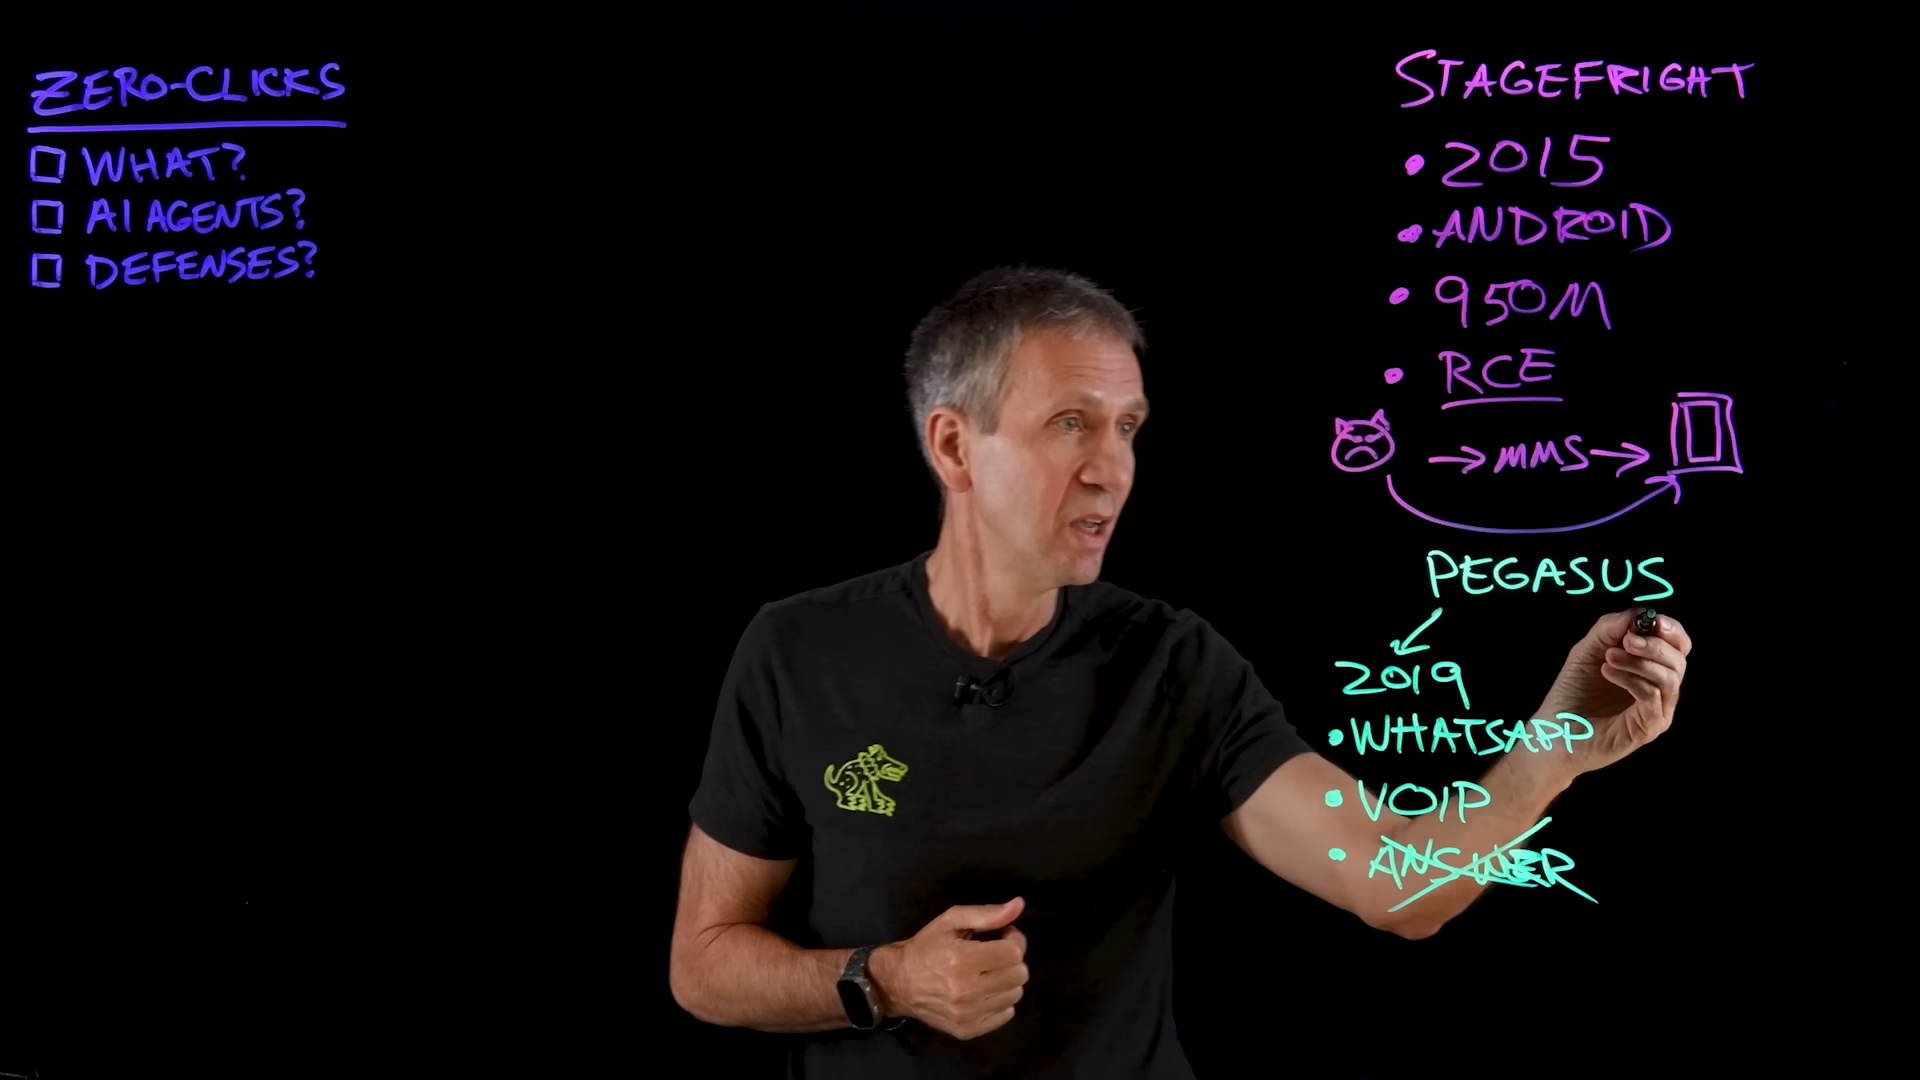 ZERO-CLICKS
WHAT?
AI AGENTS?
DEFENSES?
STAGEFRIGHT
• 2015
• ANDROID
• 950M
• RCE
→ MMS →
PEGASUS
2019
• WHATSAPP
• VOIP
• ANSWER